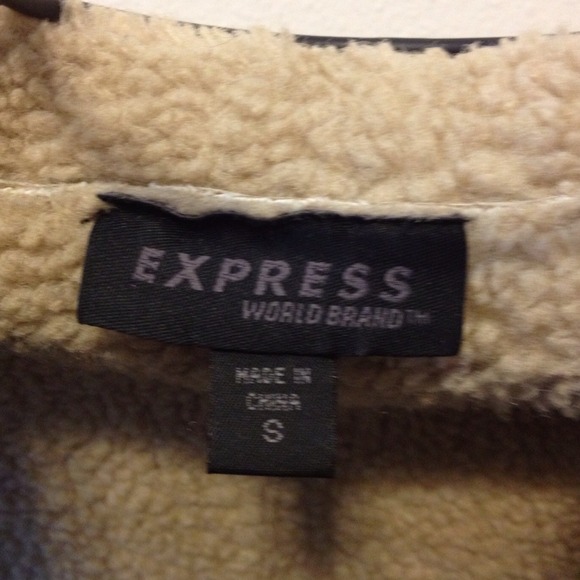 EXPRESS
WORLD BRAND™
MADE IN
CHINA
S